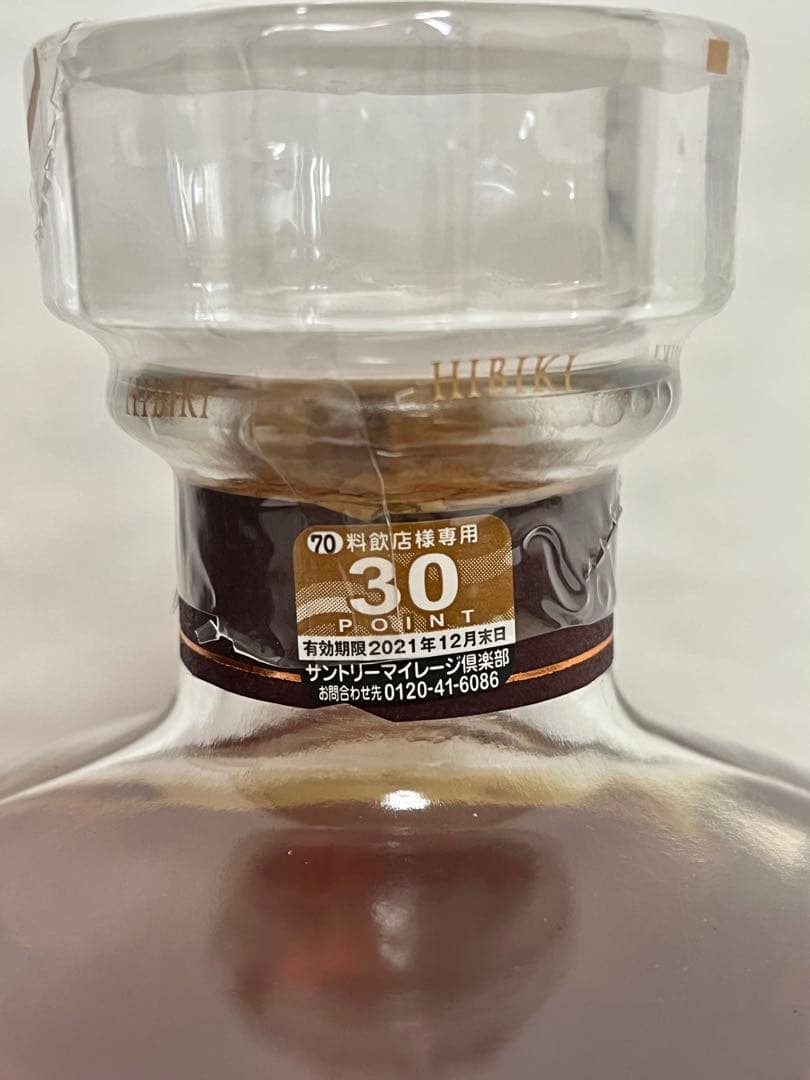 HIBIKI
HIBIKI
70 料飲店様専用
30
POINT
有効期限2021年12月末日
サントリーマイレージ倶楽部
お問合わせ先 0120-41-6086